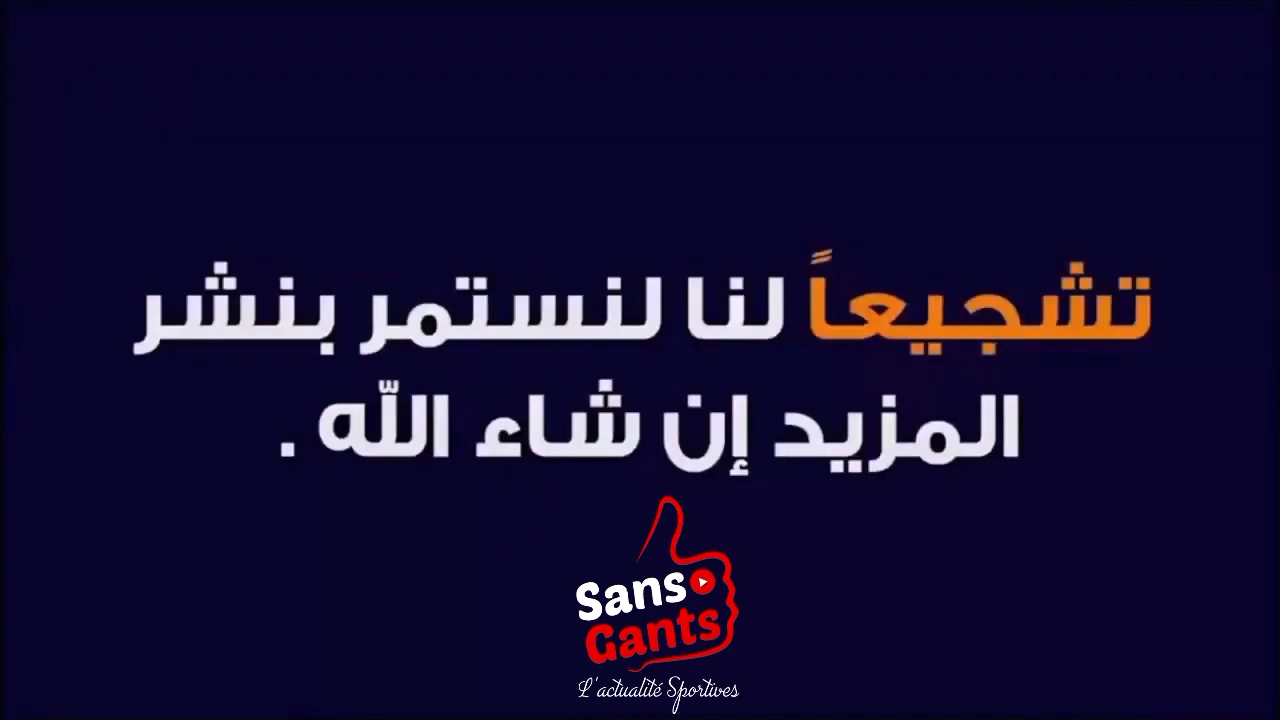 تشجيعاً لنا لنستمر بنشر
المزيد إن شاء اللّه .
Sans
Gants
L'actualité Sportives